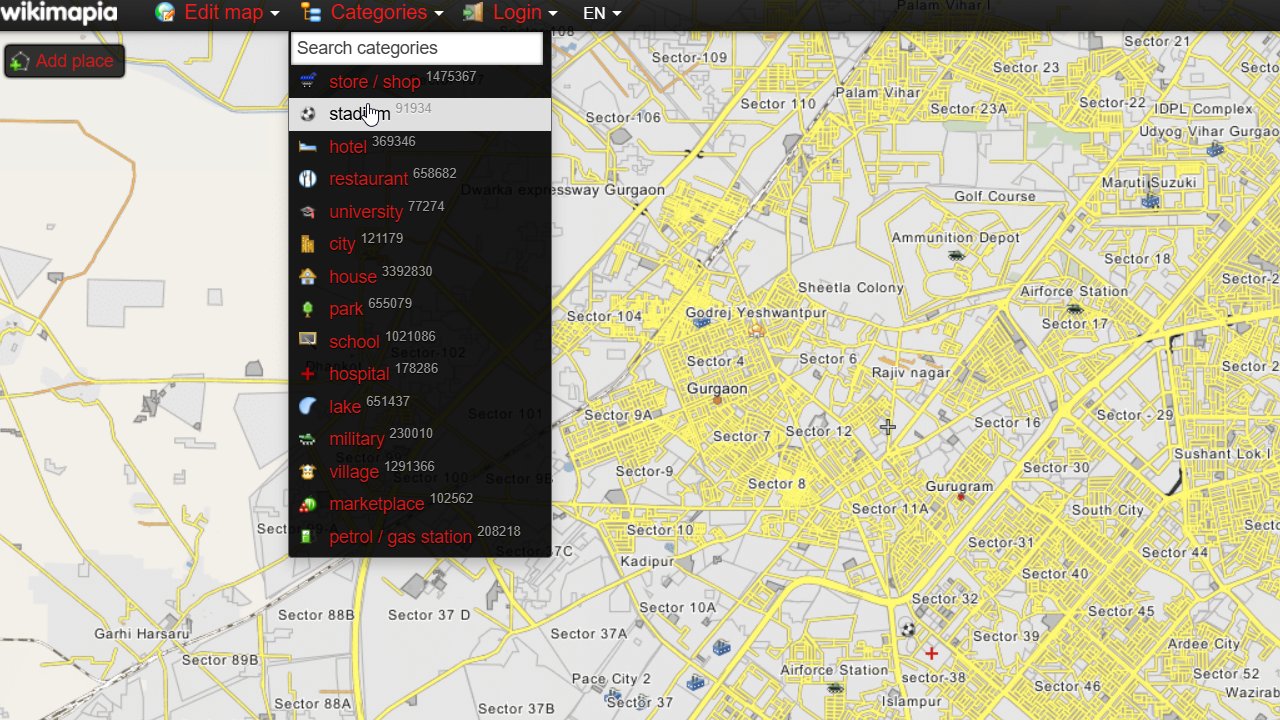 wikimapia
Edit map
Categories
Login
EN
Add place
Search categories
store / shop 1475367
stadium 91934
hotel 369346
restaurant 658682
university 77274
city 121179
house 3392830
park 655079
school 1021086
hospital 178286
lake 651437
military 230010
village 1291366
marketplace 102562
petrol / gas station 208218
Palam Vihar
Sector 21
Sector-109
Sector 23
Palam Vihar
Sector 110
Sector 23A
Sector-22
IDPL Complex
Sector-106
Udyog Vihar Gurgao
Maruti Suzuki
Dwarka expressway Gurgaon
Golf Course
Ammunition Depot
Sector 18
Sector-2
Sheetla Colony
Airforce Station
Sector 104
Godrej Yeshwantpur
Sector 17
Sector-102
Sector 4
Sector 6
Sector 2
Rajiv nagar
Gurgaon
Sector 101
Sector 9A
Sector - 29
Sector 7
Sector 12
Sector 16
Sushant Lok I
Sector-9
Sector 30
Sector 100
Sector 9B
Sector 8
Gurugram
Sector 11A
South City
Sector 10
Sector-31
Sector 44
Kadipur
Sector 40
Sector 32
Sector 10A
Sector 45
Sector 88B
Sector 37 D
Garhi Harsaru
Sector 37A
Sector 39
Ardee City
Sector 89B
Airforce Station
sector-38
Sector 52
Pace City 2
Sector 46
Wazirab
Sector 88A
Sector 37B
Sector 37
Islampur